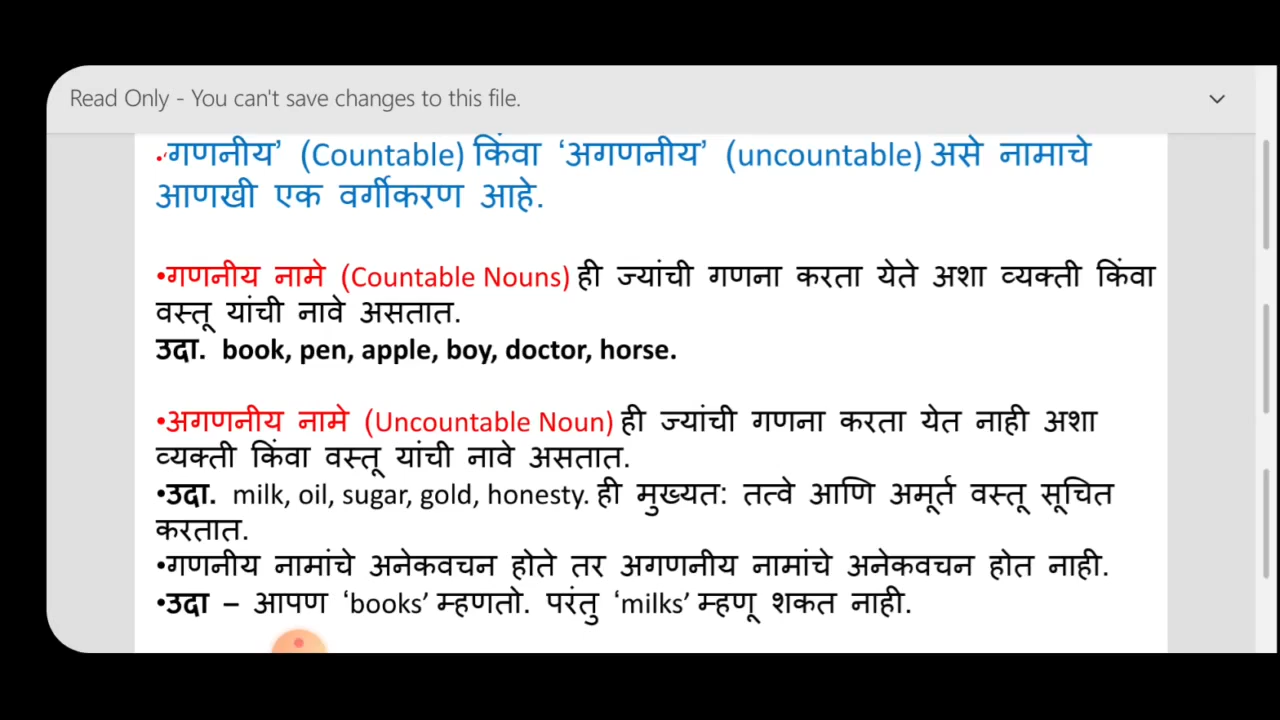 Read Only - You can't save changes to this file.
•‘गणनीय’ (Countable) किंवा ‘अगणनीय’ (uncountable) असे नामाचे
आणखी एक वर्गीकरण आहे.
•गणनीय नामे (Countable Nouns) ही ज्यांची गणना करता येते अशा व्यक्ती किंवा
वस्तू यांची नावे असतात.
उदा. book, pen, apple, boy, doctor, horse.
•अगणनीय नामे (Uncountable Noun) ही ज्यांची गणना करता येत नाही अशा
व्यक्ती किंवा वस्तू यांची नावे असतात.
•उदा. milk, oil, sugar, gold, honesty. ही मुख्यत: तत्वे आणि अमूर्त वस्तू सूचित
करतात.
•गणनीय नामांचे अनेकवचन होते तर अगणनीय नामांचे अनेकवचन होत नाही.
•उदा – आपण ‘books’ म्हणतो. परंतु ‘milks’ म्हणू शकत नाही.